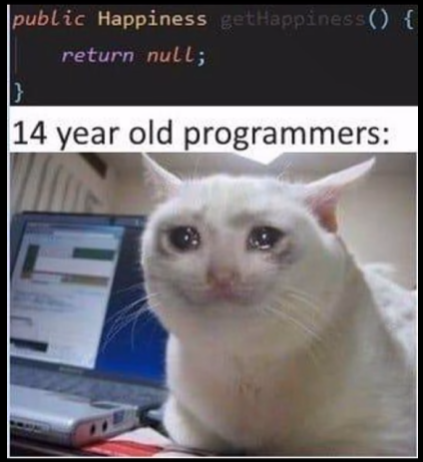 public Happiness getHappiness() {
return null;
}
14 year old programmers: